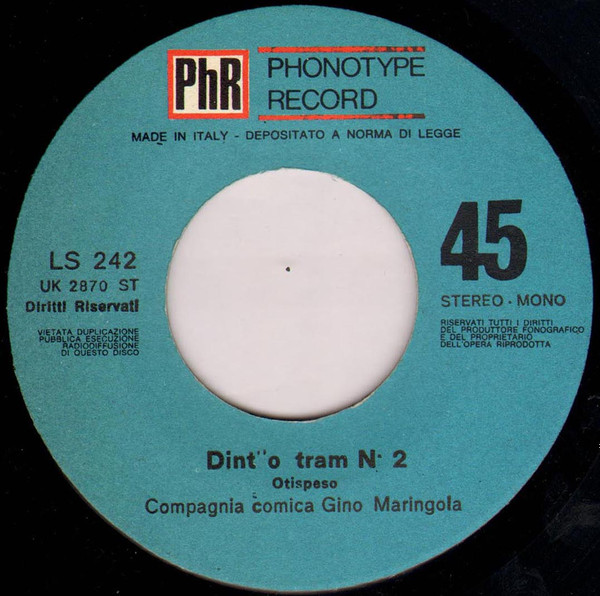 PhR
PHONOTYPE
RECORD
MADE IN ITALY - DEPOSITATO A NORMA DI LEGGE
LS 242
UK 2870 ST
Diritti Riservati
VIETATA DUPLICAZIONE
PUBBLICA ESECUZIONE
RADIODIFFUSIONE
DI QUESTO DISCO
45
STEREO - MONO
RISERVATI TUTTI I DIRITTI
DEL PRODUTTORE FONOGRAFICO
E DEL PROPRIETARIO
DELL'OPERA RIPRODOTTA
Dint''o tram N· 2
Otispeso
Compagnia comica Gino Maringola